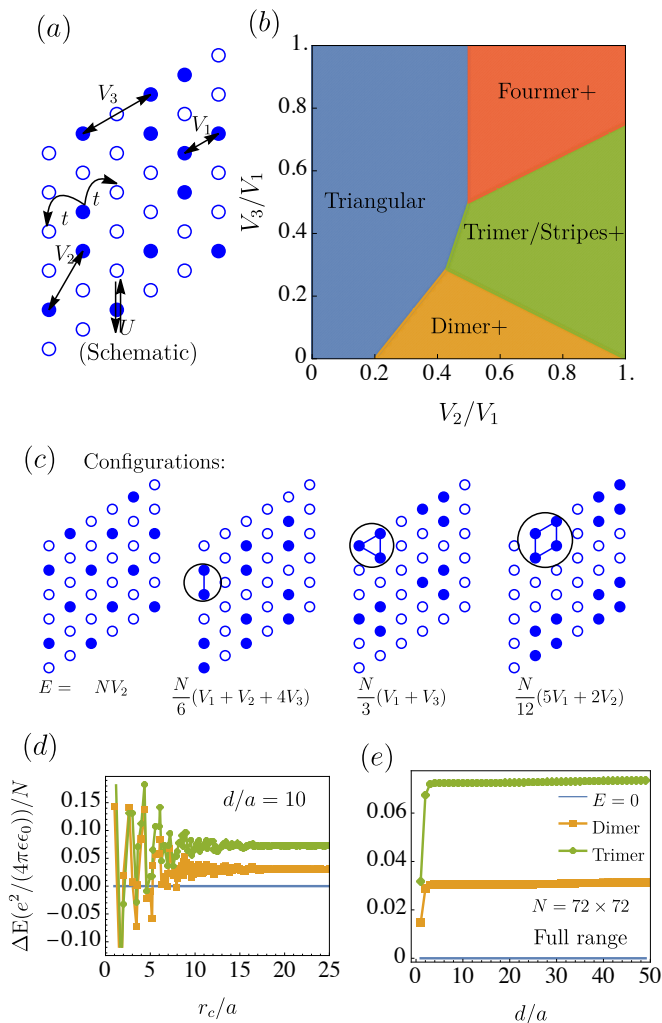 (a)
V₃
V₁
t
t
V₂
U
(Schematic)
(b)
V₃/V₁
1.
0.8
0.6
0.4
0.2
0
Fourmer+
Triangular
Trimer/Stripes+
Dimer+
0
0.2
0.4
0.6
0.8
1.
V₂/V₁
(c) Configurations:
E = NV₂
N/6(V₁ + V₂ + 4V₃)
N/3(V₁ + V₃)
N/12(5V₁ + 2V₂)
(d)
ΔE(e²/(4πϵϵ₀))/N
0.15
0.10
0.05
0.00
−0.05
−0.10
d/a = 10
0
5
10
15
20
25
r_c/a
(e)
0.06
0.04
0.02
0
E = 0
Dimer
Trimer
N = 72 × 72
Full range
0
10
20
30
40
50
d/a